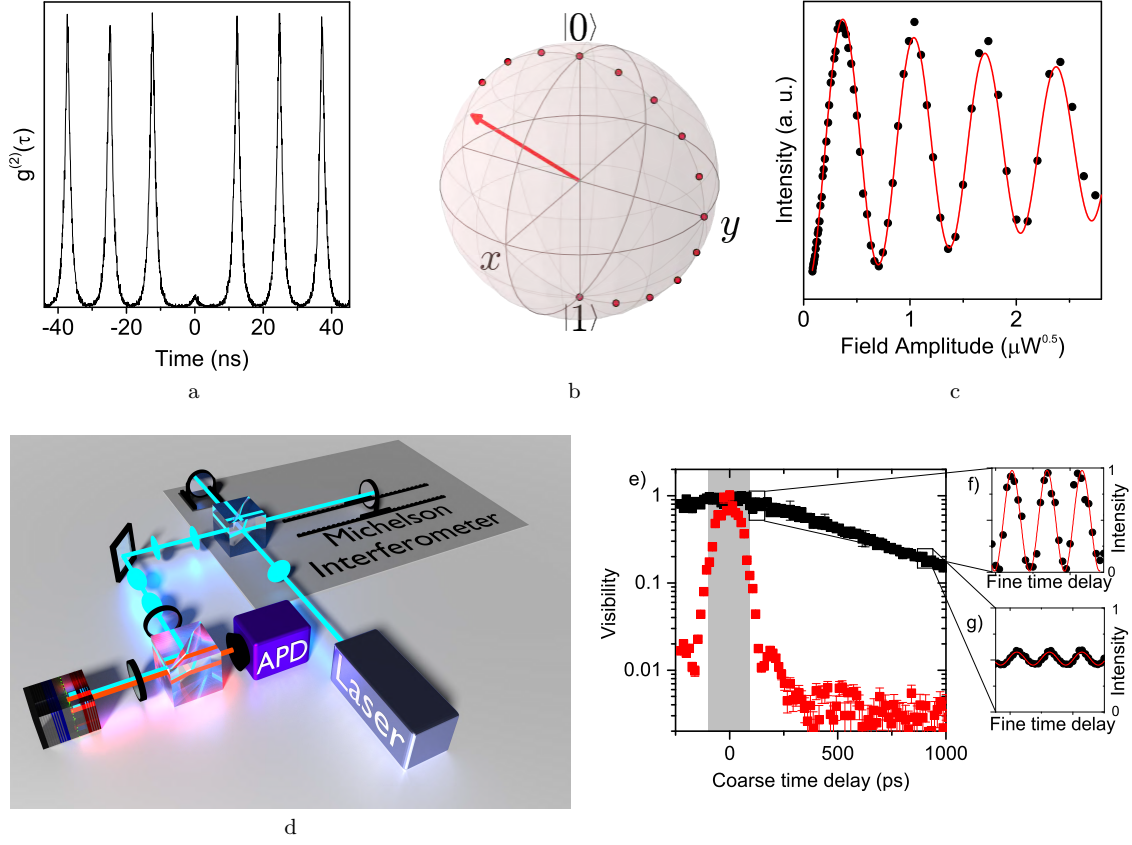 g⁽²⁾(τ)
-40 -20 0 20 40
Time (ns)
a
|0⟩
x
y
|1⟩
b
Intensity (a. u.)
0 1 2
Field Amplitude (μW⁰·⁵)
c
Michelson
Interferometer
APD
Laser
d
e)
1
0.1
0.01
Visibility
0 500 1000
Coarse time delay (ps)
f)
1
0
Intensity
Fine time delay
g)
1
0
Intensity
Fine time delay